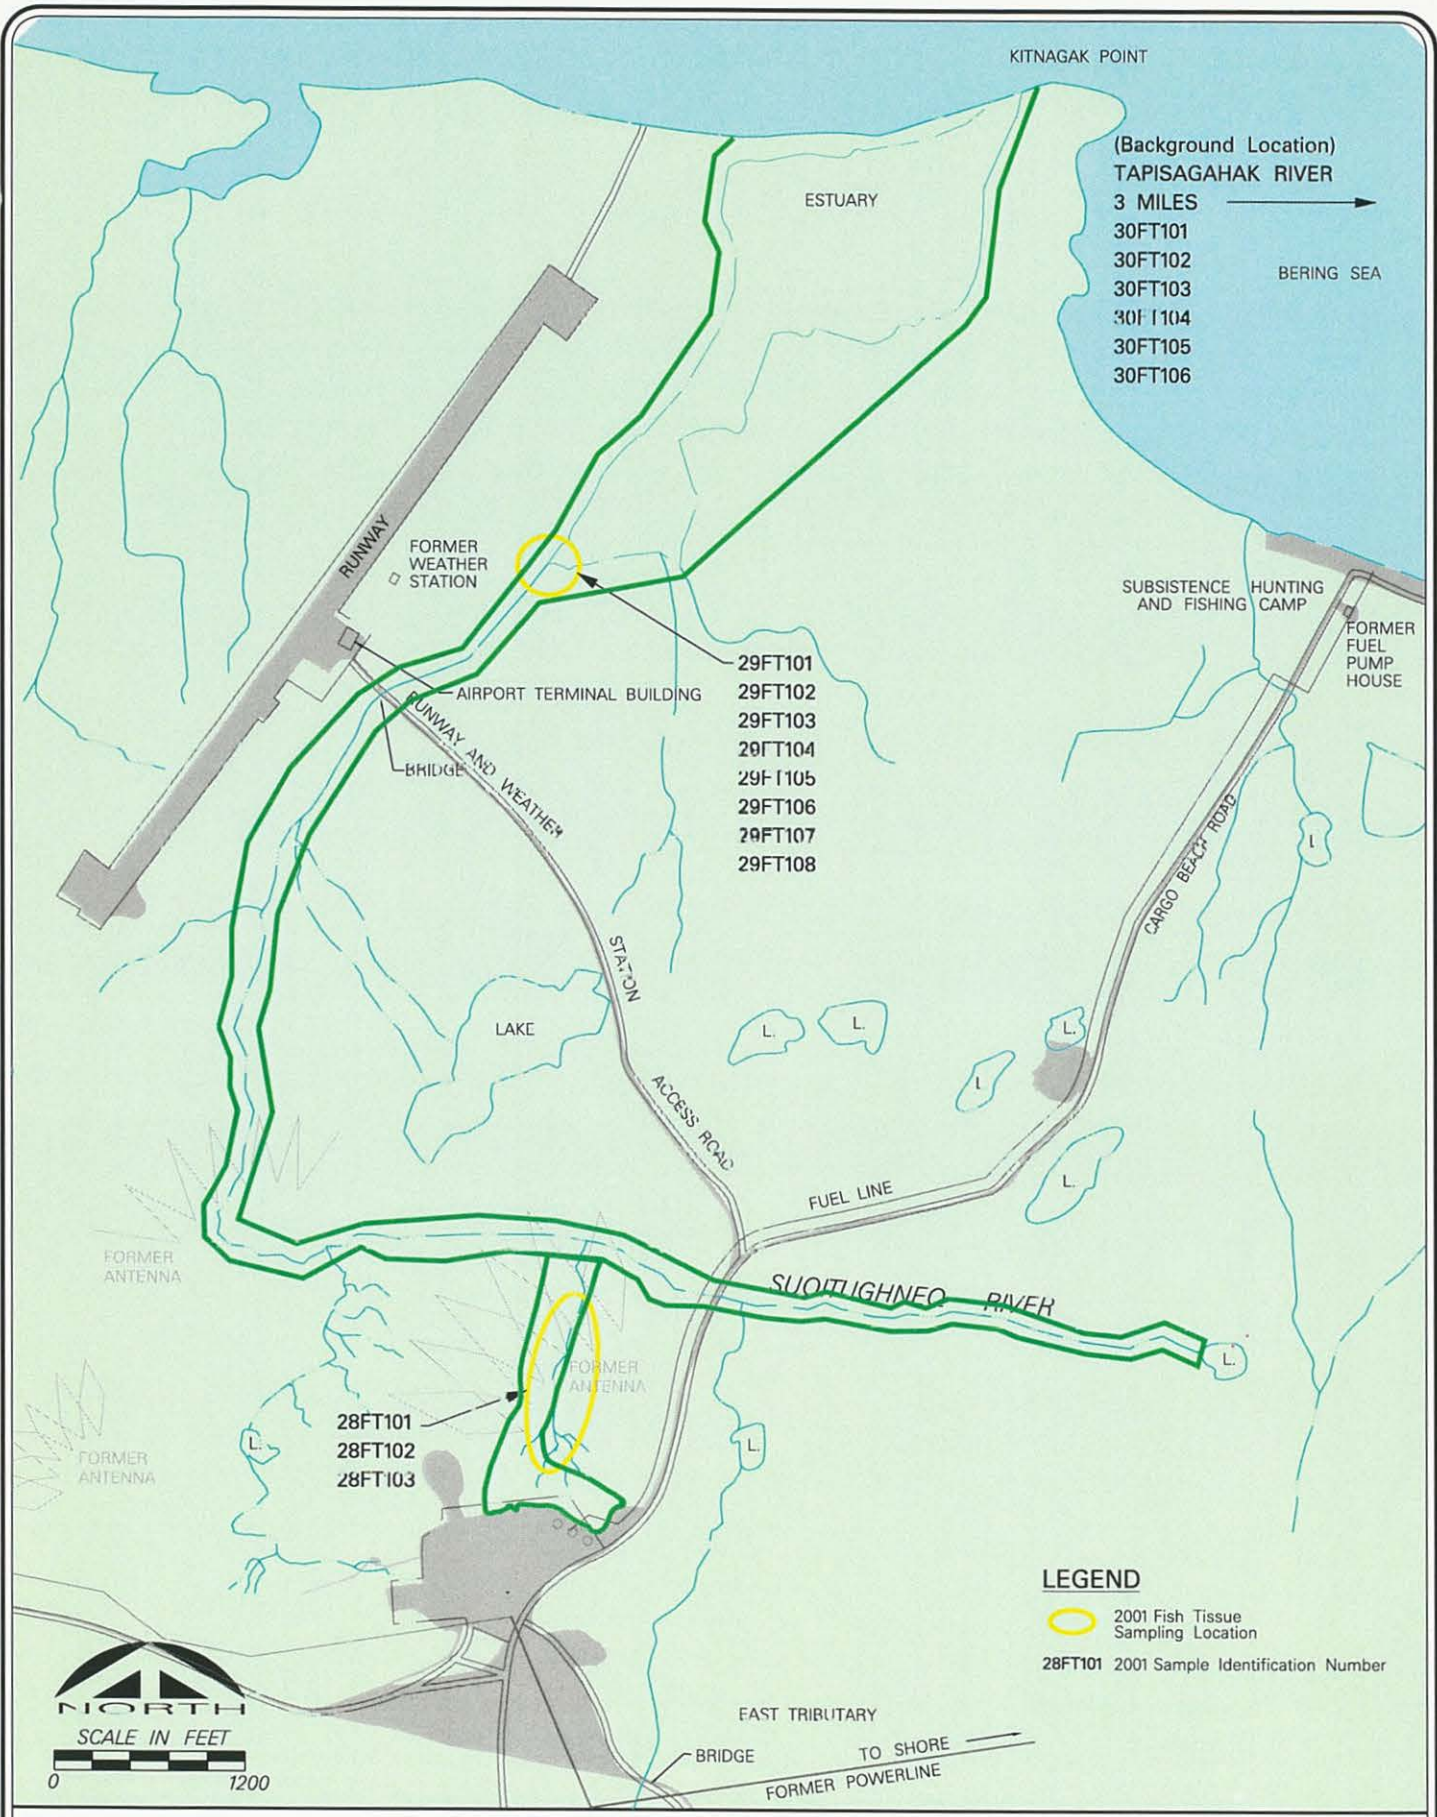 KITNAGAK POINT
(Background Location)
TAPISAGAHAK RIVER
3 MILES
30FT101
30FT102
30FT103
30FT104
30FT105
30FT106
BERING SEA
ESTUARY
RUNWAY
FORMER
WEATHER
STATION
SUBSISTENCE HUNTING
AND FISHING CAMP
FORMER
FUEL
PUMP
HOUSE
29FT101
29FT102
29FT103
29FT104
29FT105
29FT106
29FT107
29FT108
AIRPORT TERMINAL BUILDING
BRIDGE
RUNWAY AND WEATHER
STATION
ACCESS ROAD
CARGO BEACH ROAD
L.
LAKE
L.
L.
L.
L.
L.
FUEL LINE
FORMER
ANTENNA
SUQITUGHNEQ RIVER
L.
FORMER
ANTENNA
28FT101
28FT102
28FT103
L.
L.
FORMER
ANTENNA
LEGEND
2001 Fish Tissue
Sampling Location
28FT101 2001 Sample Identification Number
NORTH
SCALE IN FEET
0 1200
EAST TRIBUTARY
BRIDGE
TO SHORE
FORMER POWERLINE